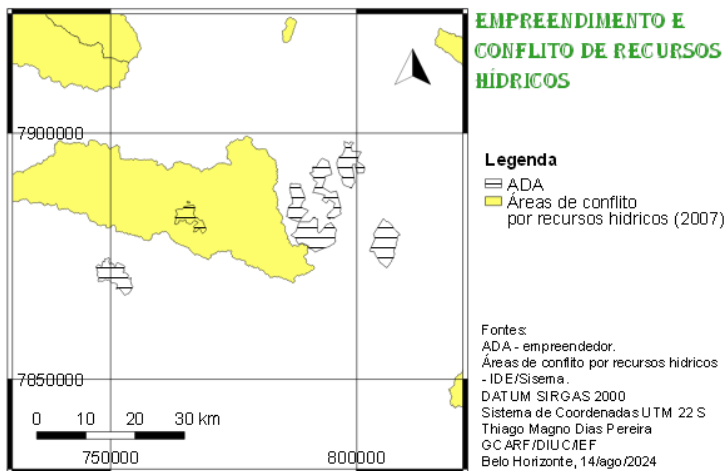 EMPREENDIMENTO E
CONFLITO DE RECURSOS
HÍDRICOS
7900000
Legenda
ADA
Áreas de conflito
por recursos hidricos (2007)
7850000
0 10 20 30 km
750000 800000
Fontes:
ADA - empreendedor.
Áreas de conflito por recursos hidricos
- IDE/Sisema.
DATUM SIRGAS 2000
Sistema de Coordenadas UTM 22 S
Thiago Magno Dias Pereira
GCARF/DIUC/IEF
Belo Horizonte, 14/ago/2024